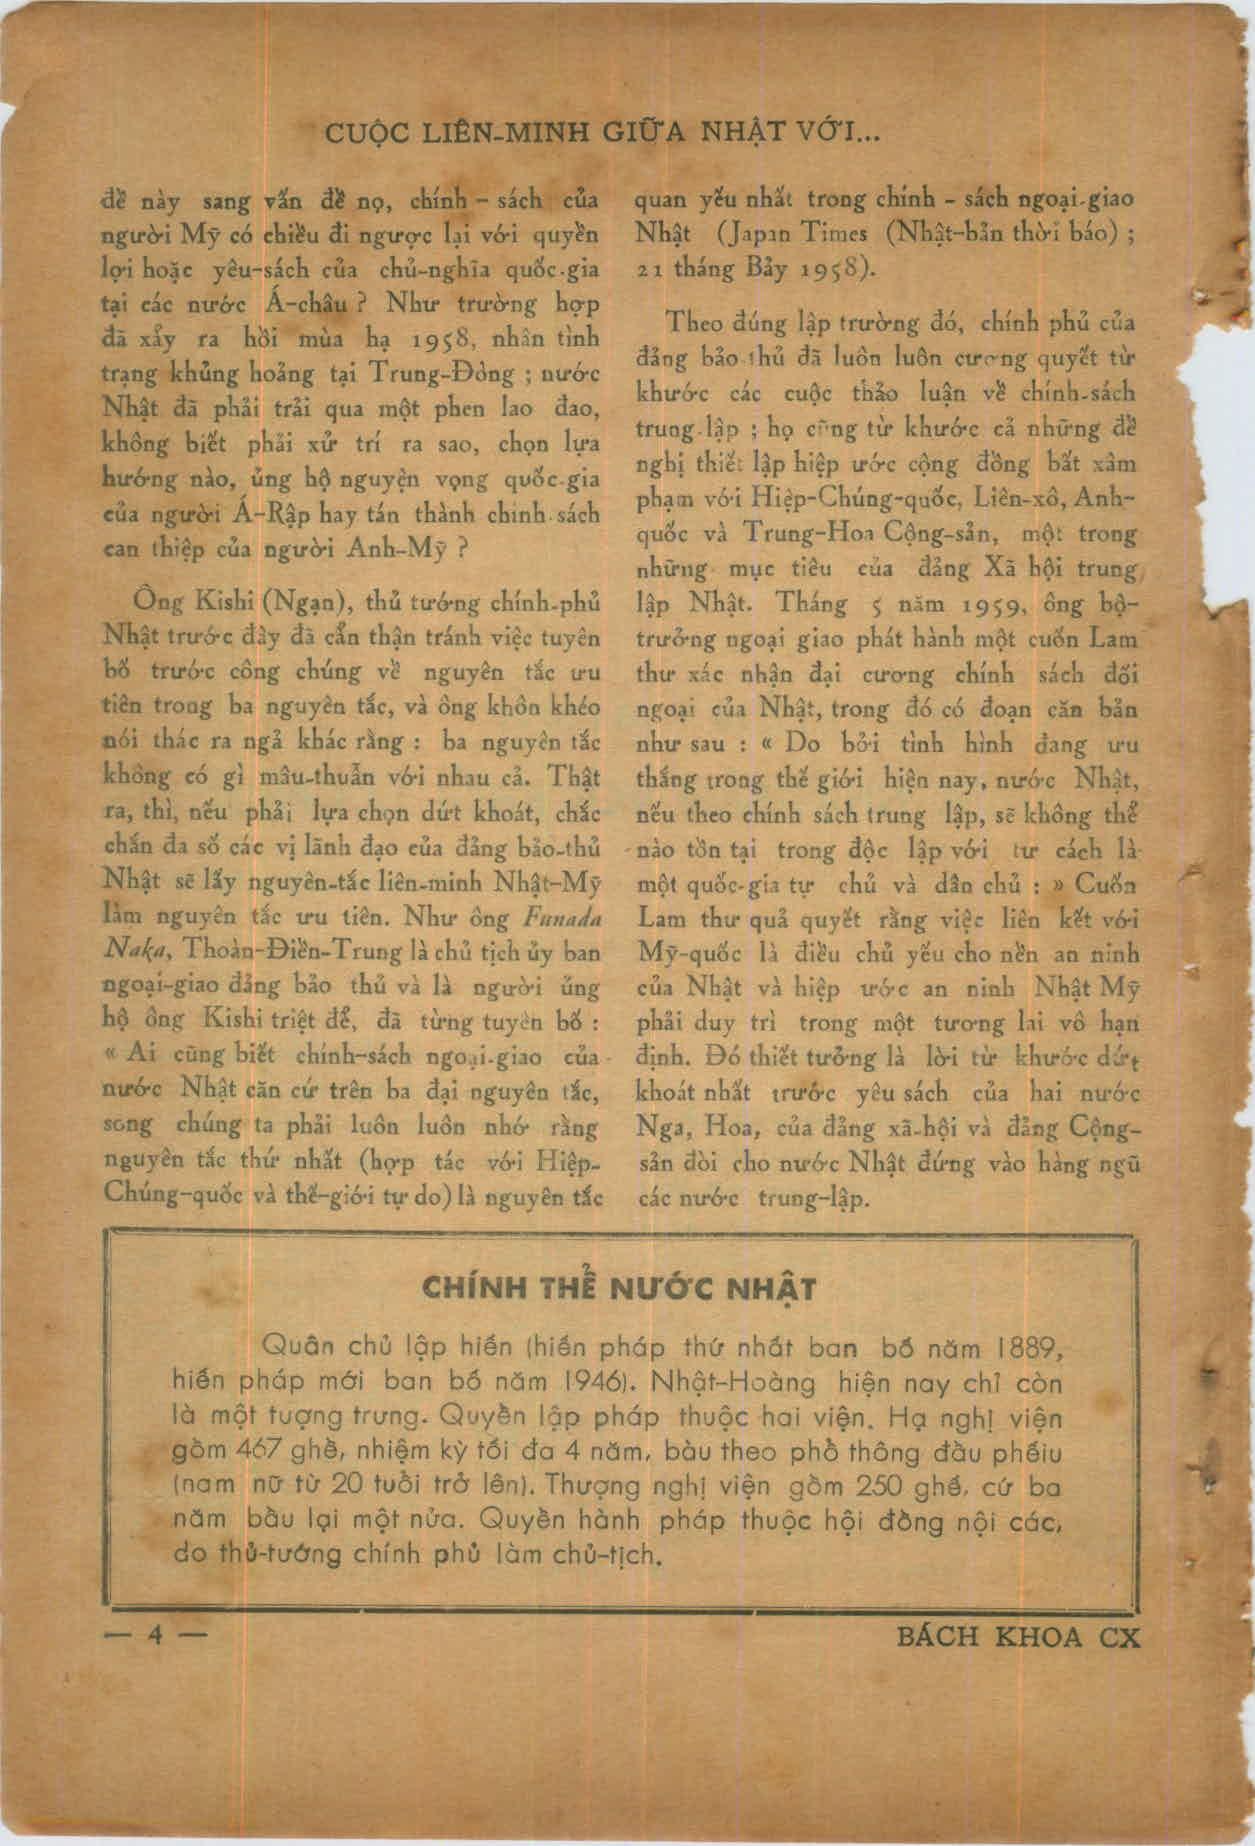 CUỘC LIÊN-MINH GIỮA NHẬT VỚI...
đề này sang vấn đề nọ, chính – sách của
người Mỹ có chiều đi ngược lại với quyền
lợi hoặc yêu-sách của chủ-nghĩa quốc-gia
tại các nước Á-châu ? Như trường hợp
đã xẩy ra hồi mùa hạ 1958, nhân tình
trạng khủng hoảng tại Trung-Đông ; nước
Nhật đã phải trải qua một phen lao đao,
không biết phải xử trí ra sao, chọn lựa
hướng nào, ủng hộ nguyện vọng quốc-gia
của người Á-Rập hay tán thành chinh-sách
can thiệp của người Anh-Mỹ ?
Ông Kishi (Ngạn), thủ tướng chính-phủ
Nhật trước đây đã cẩn thận tránh việc tuyên
bố trước công chúng về nguyên tắc ưu
tiên trong ba nguyên tắc, và ông khôn khéo
nói thác ra ngả khác rằng : ba nguyên tắc
không có gì mâu-thuẫn với nhau cả. Thật
ra, thì, nếu phải lựa chọn dứt khoát, chắc
chắn đa số các vị lãnh đạo của đảng bảo-thủ
Nhật sẽ lấy nguyên-tắc liên-minh Nhật-Mỹ
làm nguyên tắc ưu tiên. Như ông Funada
Naka, Thoàn-Điền-Trung là chủ tịch ủy ban
ngoại-giao đảng bảo thủ và là người ủng
hộ ông Kishi triệt để, đã từng tuyên bố :
« Ai cũng biết chính-sách ngoại-giao của
nước Nhật căn cứ trên ba đại nguyên tắc,
song chúng ta phải luôn luôn nhớ rằng
nguyên tắc thứ nhất (hợp tác với Hiệp-
Chúng-quốc và thế-giới tự do) là nguyên tắc
quan yếu nhất trong chính – sách ngoại-giao
Nhật (Japan Times (Nhật-bản thời báo) ;
21 tháng Bảy 1958).
Theo đúng lập trường đó, chính phủ của
đảng bảo-thủ đã luôn luôn cương quyết từ
khước các cuộc thảo luận về chính-sách
trung-lập ; họ cũng từ khước cả những đề
nghị thiết lập hiệp ước cộng đồng bất xâm
phạm với Hiệp-Chúng-quốc, Liên-xô, Anh-
quốc và Trung-Hoa Cộng-sản, một trong
những mục tiêu của đảng Xã hội trung
lập Nhật. Tháng 5 năm 1959, ông bộ-
trưởng ngoại giao phát hành một cuốn Lam
thư xác nhận đại cương chính sách đối
ngoại của Nhật, trong đó có đoạn căn bản
như sau : « Do bởi tình hình đang ưu
thắng trong thế giới hiện nay, nước Nhật,
nếu theo chính sách trung lập, sẽ không thể
nào tồn tại trong độc lập với tư cách là
một quốc-gia tự chủ và dân chủ : » Cuốn
Lam thư quả quyết rằng việc liên kết với
Mỹ-quốc là điều chủ yếu cho nền an ninh
của Nhật và hiệp ước an ninh Nhật Mỹ
phải duy trì trong một tương lai vô hạn
định. Đó thiết tưởng là lời từ khước dứt
khoát nhất trước yêu sách của hai nước
Nga, Hoa, của đảng xã-hội và đảng Cộng-
sản đòi cho nước Nhật đứng vào hàng ngũ
các nước trung-lập.
CHÍNH THỂ NƯỚC NHẬT
Quân chủ lập hiến (hiến pháp thứ nhất ban bố năm 1889,
hiến pháp mới ban bố năm 1946). Nhật-Hoàng hiện nay chỉ còn
là một tượng trưng. Quyền lập pháp thuộc hai viện. Hạ nghị viện
gồm 467 ghế, nhiệm kỳ tối đa 4 năm, bàu theo phổ thông đầu phếiu
(nam nữ từ 20 tuổi trở lên). Thượng nghị viện gồm 250 ghế, cứ ba
năm bầu lại một nửa. Quyền hành pháp thuộc hội đồng nội các,
do thủ-tướng chính phủ làm chủ-tịch.
— 4 —
BÁCH KHOA CX